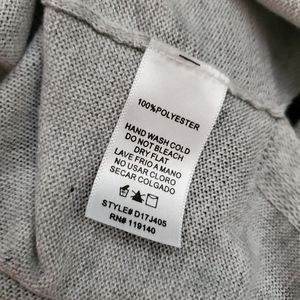 100%POLYESTER
HAND WASH COLD
DO NOT BLEACH
DRY FLAT
LAVE FRIO A MANO
NO USAR CLORO
SECAR COLGADO
STYLE# D17J405
RN# 119140